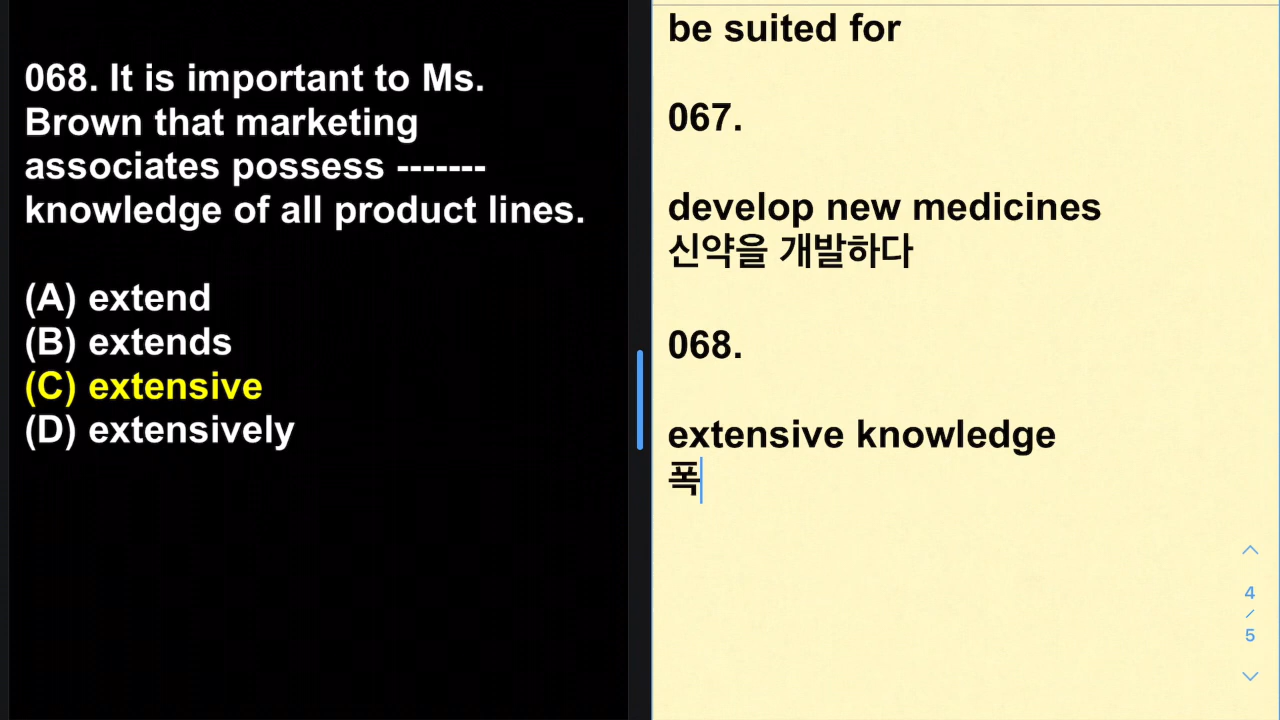 068. It is important to Ms.
Brown that marketing
associates possess -------
knowledge of all product lines.
(A) extend
(B) extends
(C) extensive
(D) extensively
be suited for
067.
develop new medicines
신약을 개발하다
068.
extensive knowledge
폭
4
/
5